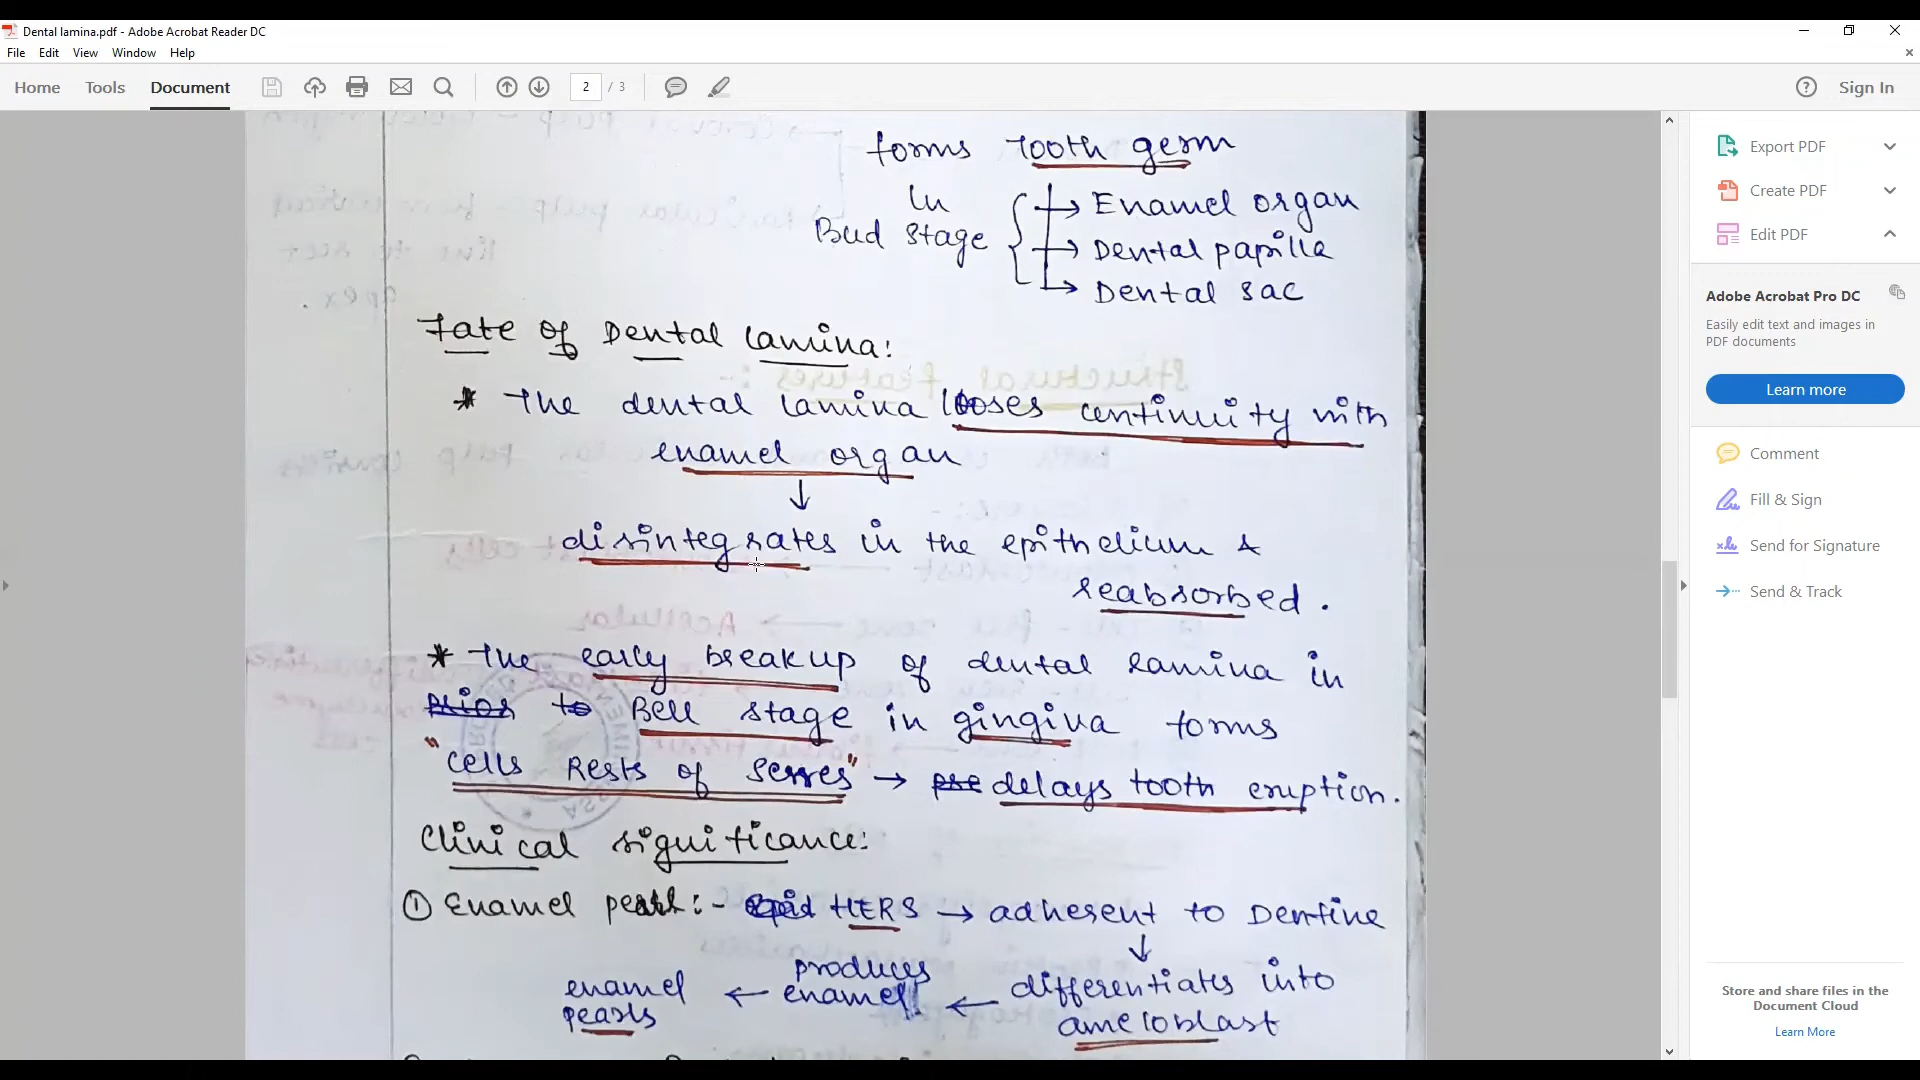 Dental lamina.pdf - Adobe Acrobat Reader DC
File Edit View Window Help
Home Tools Document 2 / 3 Sign In
forms tooth germ
In
Bud stage
Enamel organ
Dental papilla
Dental sac
Fate of Dental lamina:
* The dental lamina looses continuity with
enamel organ
↓
disintegrates in the epithelium &
reabsorbed.
* The early breakup of dental lamina in
prior to Bell stage in gingiva forms
"cells Rests of serres" → pre delays tooth eruption.
Clinical significance:
① Enamel pearl:- HERS → adherent to Dentine
↓
differentiates into
ameloblast
← produces
enamel
← enamel
pearls
Export PDF
Create PDF
Edit PDF
Adobe Acrobat Pro DC
Easily edit text and images in
PDF documents
Learn more
Comment
Fill & Sign
Send for Signature
Send & Track
Store and share files in the
Document Cloud
Learn More